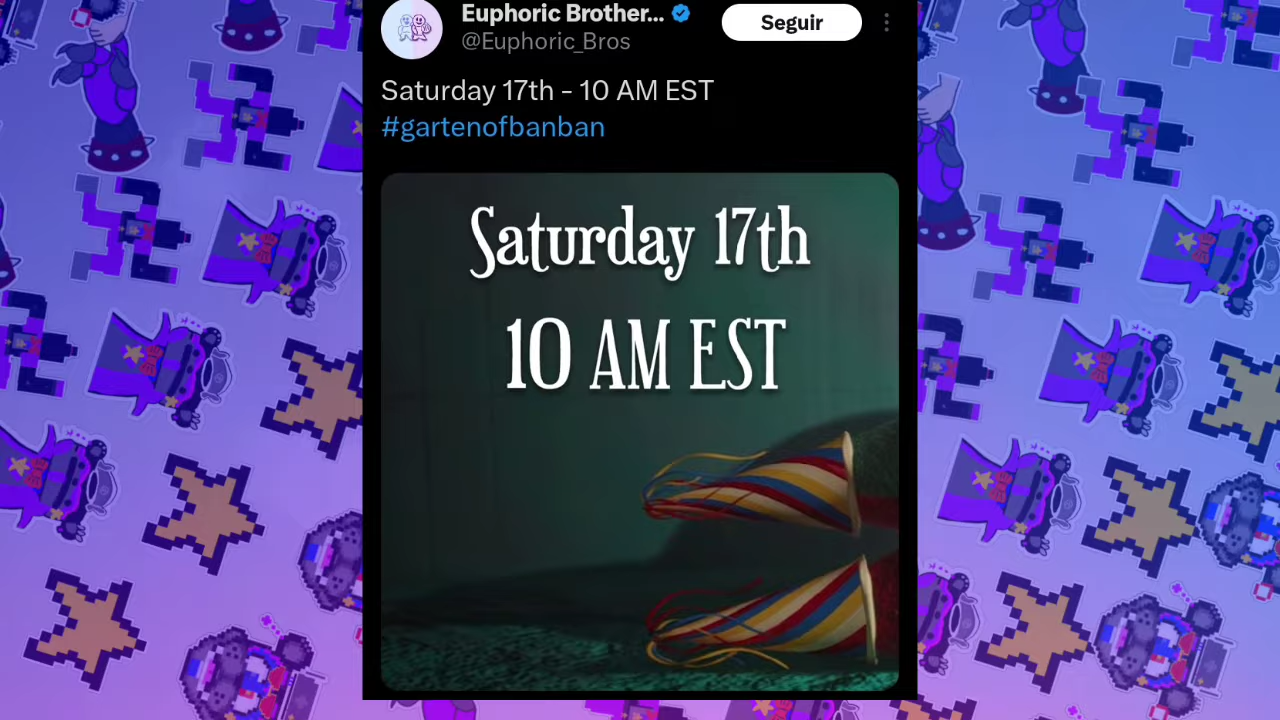 Euphoric Brother...
Seguir
@Euphoric_Bros
Saturday 17th - 10 AM EST
#gartenofbanban
Saturday 17th
10 AM EST